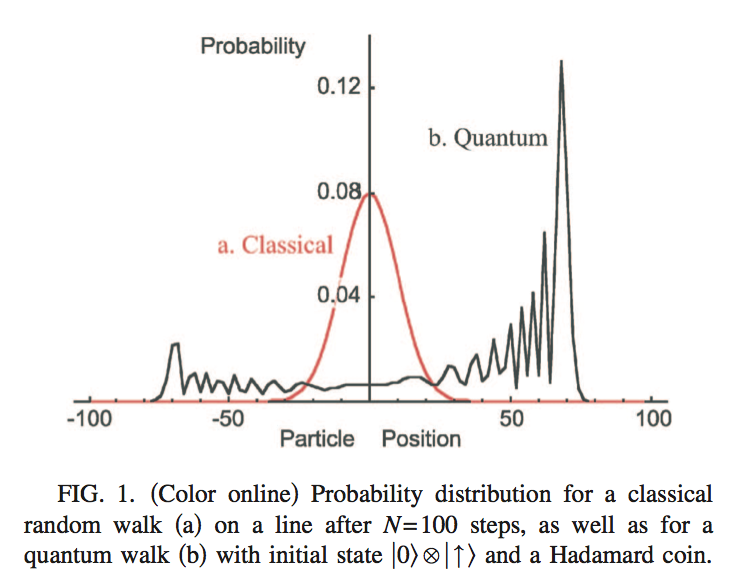 Probability
0.12
b. Quantum
0.08
a. Classical
0.04
-100
-50
50
100
Particle Position
FIG. 1. (Color online) Probability distribution for a classical
random walk (a) on a line after N=100 steps, as well as for a
quantum walk (b) with initial state |0⟩⊗|↑⟩ and a Hadamard coin.